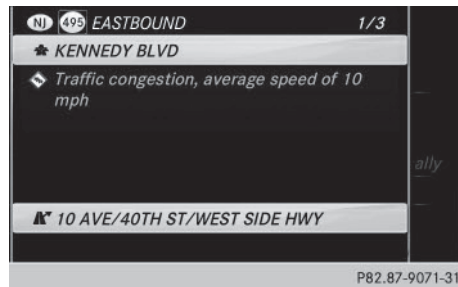 NJ 495 EASTBOUND 1/3
KENNEDY BLVD
Traffic congestion, average speed of 10
mph
ally
10 AVE/40TH ST/WEST SIDE HWY
P82.87-9071-31